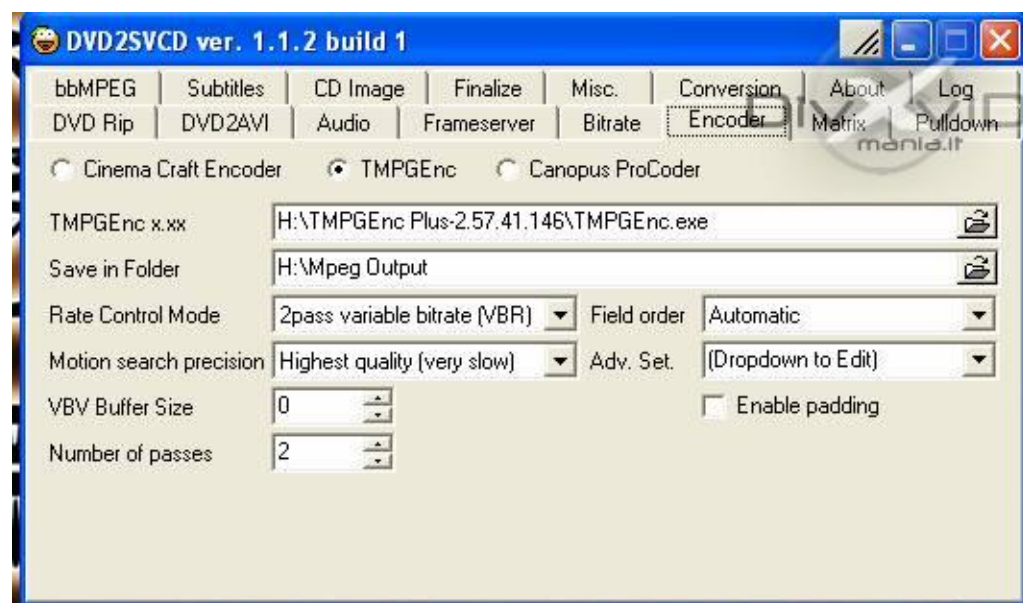 DVD2SVCD ver. 1.1.2 build 1
bbMPEG Subtitles CD Image Finalize Misc. Conversion About Log
DVD Rip DVD2AVI Audio Frameserver Bitrate Encoder Matrix Pulldown
mania.it
Cinema Craft Encoder TMPGEnc Canopus ProCoder
TMPGEnc x.xx H:\TMPGEnc Plus-2.57.41.146\TMPGEnc.exe
Save in Folder H:\Mpeg Output
Rate Control Mode 2pass variable bitrate (VBR) Field order Automatic
Motion search precision Highest quality (very slow) Adv. Set. (Dropdown to Edit)
VBV Buffer Size 0 Enable padding
Number of passes 2